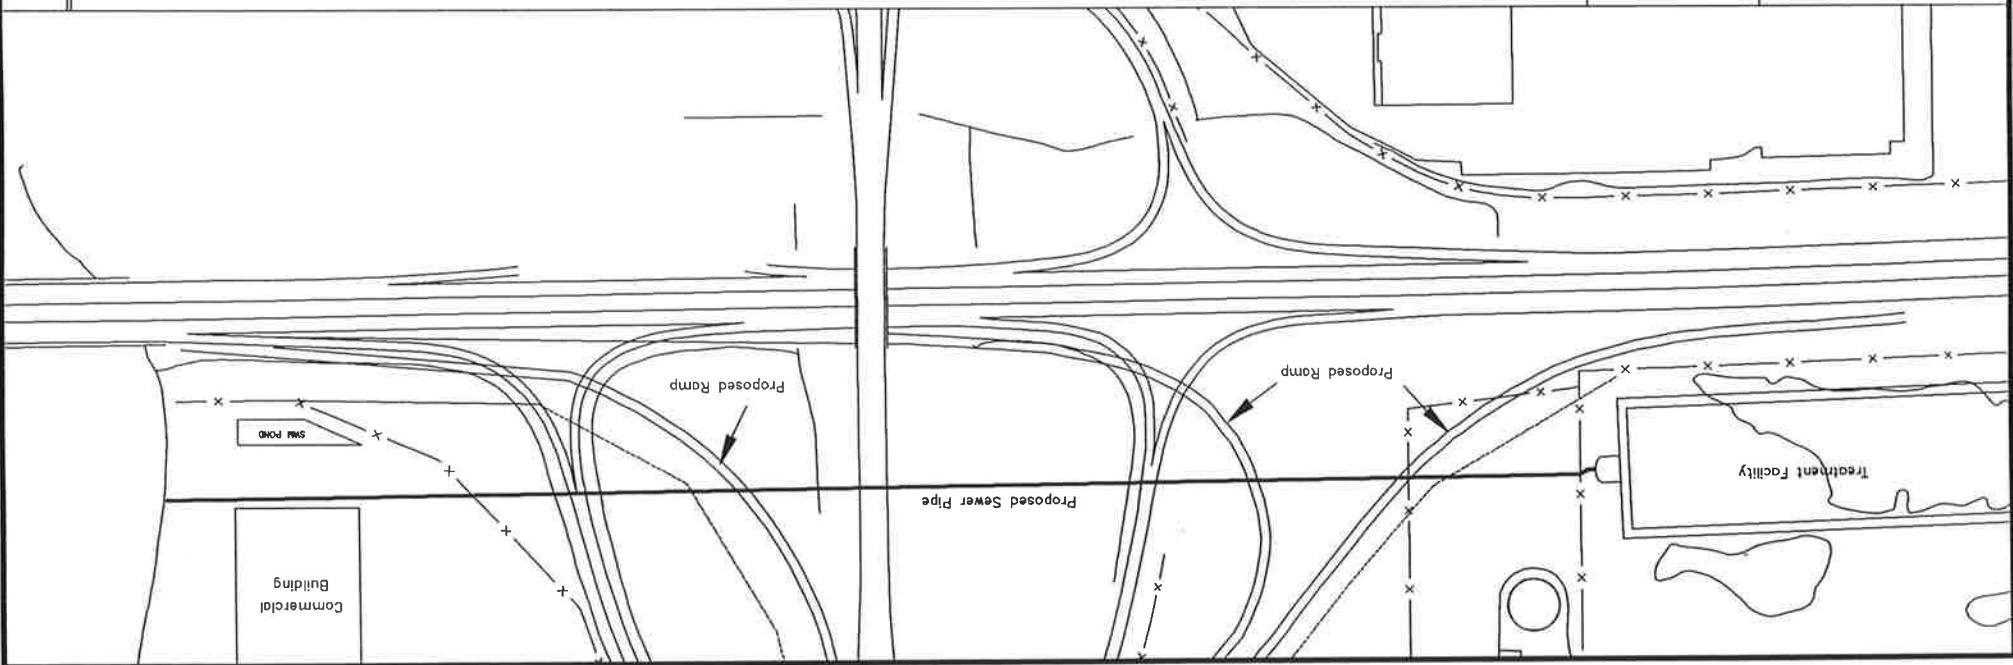 Treatment Facility
Proposed Ramp
Proposed Sewer Pipe
Proposed Ramp
Commercial
Building
SWM POND